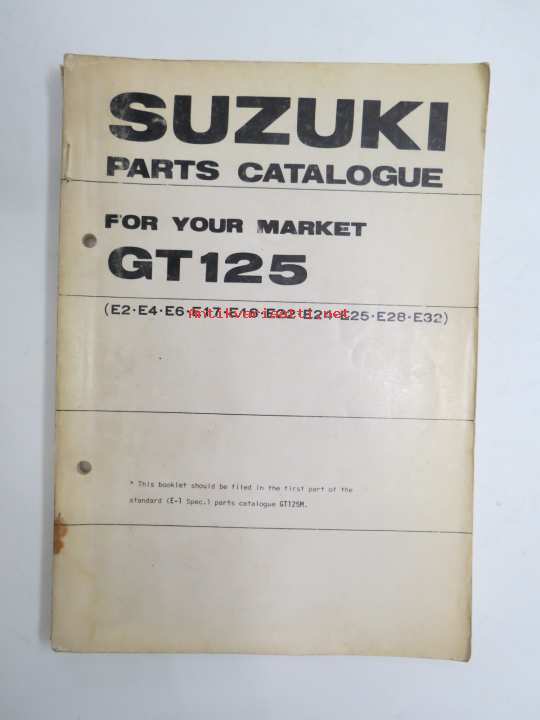 SUZUKI
PARTS CATALOGUE
FOR YOUR MARKET
GT125
(E2·E4·E6·E17·E18·E22·E24·E25·E28·E32)
* This booklet should be filed in the first part of the
standard (E-1 Spec.) parts catalogue GT125M.